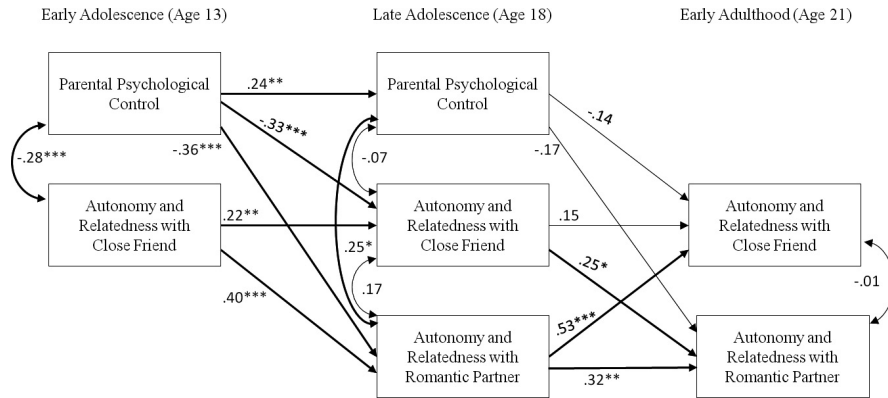 Early Adolescence (Age 13)
Late Adolescence (Age 18)
Early Adulthood (Age 21)
Parental Psychological
Control
.24**
Parental Psychological
Control
-.33***
-.36***
-.14
-.17
-.28***
-.07
Autonomy and
Relatedness with
Close Friend
.22**
Autonomy and
Relatedness with
Close Friend
.15
Autonomy and
Relatedness with
Close Friend
.25*
.25*
.40***
.17
-.01
.53***
Autonomy and
Relatedness with
Romantic Partner
.32**
Autonomy and
Relatedness with
Romantic Partner